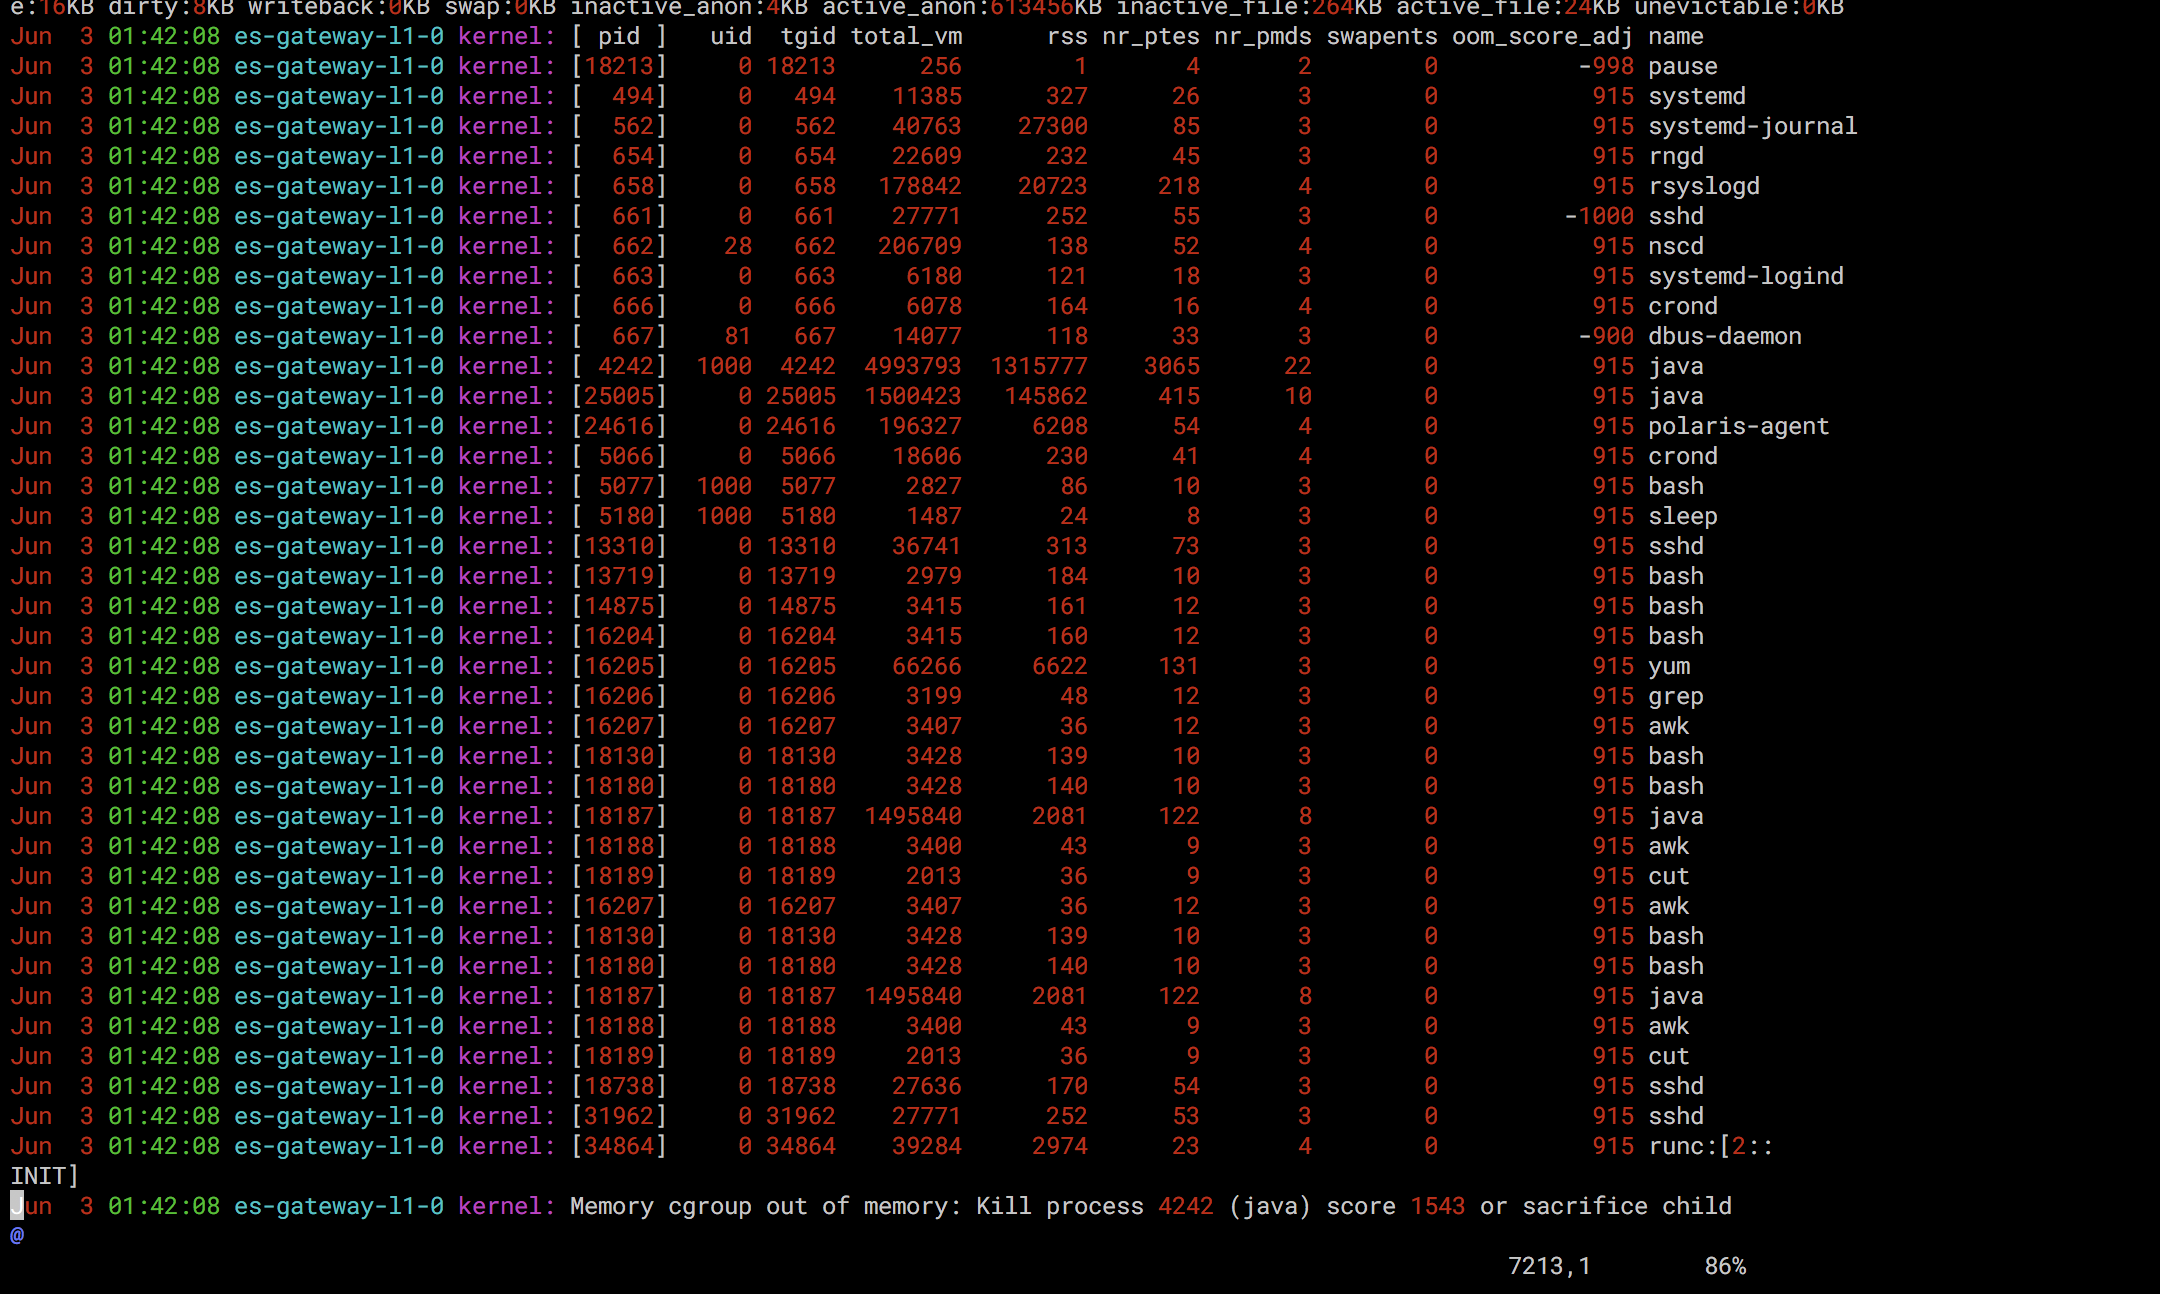 e:16KB dirty:8KB writeback:0KB swap:0KB inactive_anon:4KB active_anon:613456KB inactive_file:264KB active_file:24KB unevictable:0KB
Jun  3 01:42:08 es-gateway-l1-0 kernel: [ pid ]   uid  tgid total_vm      rss nr_ptes nr_pmds swapents oom_score_adj name
Jun  3 01:42:08 es-gateway-l1-0 kernel: [18213]     0 18213      256        1       4       2        0          -998 pause
Jun  3 01:42:08 es-gateway-l1-0 kernel: [  494]     0   494    11385      327      26       3        0           915 systemd
Jun  3 01:42:08 es-gateway-l1-0 kernel: [  562]     0   562    40763    27300      85       3        0           915 systemd-journal
Jun  3 01:42:08 es-gateway-l1-0 kernel: [  654]     0   654    22609      232      45       3        0           915 rngd
Jun  3 01:42:08 es-gateway-l1-0 kernel: [  658]     0   658   178842    20723     218       4        0           915 rsyslogd
Jun  3 01:42:08 es-gateway-l1-0 kernel: [  661]     0   661    27771      252      55       3        0         -1000 sshd
Jun  3 01:42:08 es-gateway-l1-0 kernel: [  662]    28   662   206709      138      52       4        0           915 nscd
Jun  3 01:42:08 es-gateway-l1-0 kernel: [  663]     0   663     6180      121      18       3        0           915 systemd-logind
Jun  3 01:42:08 es-gateway-l1-0 kernel: [  666]     0   666     6078      164      16       4        0           915 crond
Jun  3 01:42:08 es-gateway-l1-0 kernel: [  667]    81   667    14077      118      33       3        0          -900 dbus-daemon
Jun  3 01:42:08 es-gateway-l1-0 kernel: [ 4242]  1000  4242  4993793  1315777    3065      22        0           915 java
Jun  3 01:42:08 es-gateway-l1-0 kernel: [25005]     0 25005  1500423   145862     415      10        0           915 java
Jun  3 01:42:08 es-gateway-l1-0 kernel: [24616]     0 24616   196327     6208      54       4        0           915 polaris-agent
Jun  3 01:42:08 es-gateway-l1-0 kernel: [ 5066]     0  5066    18606      230      41       4        0           915 crond
Jun  3 01:42:08 es-gateway-l1-0 kernel: [ 5077]  1000  5077     2827       86      10       3        0           915 bash
Jun  3 01:42:08 es-gateway-l1-0 kernel: [ 5180]  1000  5180     1487       24       8       3        0           915 sleep
Jun  3 01:42:08 es-gateway-l1-0 kernel: [13310]     0 13310    36741      313      73       3        0           915 sshd
Jun  3 01:42:08 es-gateway-l1-0 kernel: [13719]     0 13719     2979      184      10       3        0           915 bash
Jun  3 01:42:08 es-gateway-l1-0 kernel: [14875]     0 14875     3415      161      12       3        0           915 bash
Jun  3 01:42:08 es-gateway-l1-0 kernel: [16204]     0 16204     3415      160      12       3        0           915 bash
Jun  3 01:42:08 es-gateway-l1-0 kernel: [16205]     0 16205    66266     6622     131       3        0           915 yum
Jun  3 01:42:08 es-gateway-l1-0 kernel: [16206]     0 16206     3199       48      12       3        0           915 grep
Jun  3 01:42:08 es-gateway-l1-0 kernel: [16207]     0 16207     3407       36      12       3        0           915 awk
Jun  3 01:42:08 es-gateway-l1-0 kernel: [18130]     0 18130     3428      139      10       3        0           915 bash
Jun  3 01:42:08 es-gateway-l1-0 kernel: [18180]     0 18180     3428      140      10       3        0           915 bash
Jun  3 01:42:08 es-gateway-l1-0 kernel: [18187]     0 18187  1495840     2081     122       8        0           915 java
Jun  3 01:42:08 es-gateway-l1-0 kernel: [18188]     0 18188     3400       43       9       3        0           915 awk
Jun  3 01:42:08 es-gateway-l1-0 kernel: [18189]     0 18189     2013       36       9       3        0           915 cut
Jun  3 01:42:08 es-gateway-l1-0 kernel: [16207]     0 16207     3407       36      12       3        0           915 awk
Jun  3 01:42:08 es-gateway-l1-0 kernel: [18130]     0 18130     3428      139      10       3        0           915 bash
Jun  3 01:42:08 es-gateway-l1-0 kernel: [18180]     0 18180     3428      140      10       3        0           915 bash
Jun  3 01:42:08 es-gateway-l1-0 kernel: [18187]     0 18187  1495840     2081     122       8        0           915 java
Jun  3 01:42:08 es-gateway-l1-0 kernel: [18188]     0 18188     3400       43       9       3        0           915 awk
Jun  3 01:42:08 es-gateway-l1-0 kernel: [18189]     0 18189     2013       36       9       3        0           915 cut
Jun  3 01:42:08 es-gateway-l1-0 kernel: [18738]     0 18738    27636      170      54       3        0           915 sshd
Jun  3 01:42:08 es-gateway-l1-0 kernel: [31962]     0 31962    27771      252      53       3        0           915 sshd
Jun  3 01:42:08 es-gateway-l1-0 kernel: [34864]     0 34864    39284     2974      23       4        0           915 runc:[2::
INIT]
Jun  3 01:42:08 es-gateway-l1-0 kernel: Memory cgroup out of memory: Kill process 4242 (java) score 1543 or sacrifice child
@
7213,1        86%